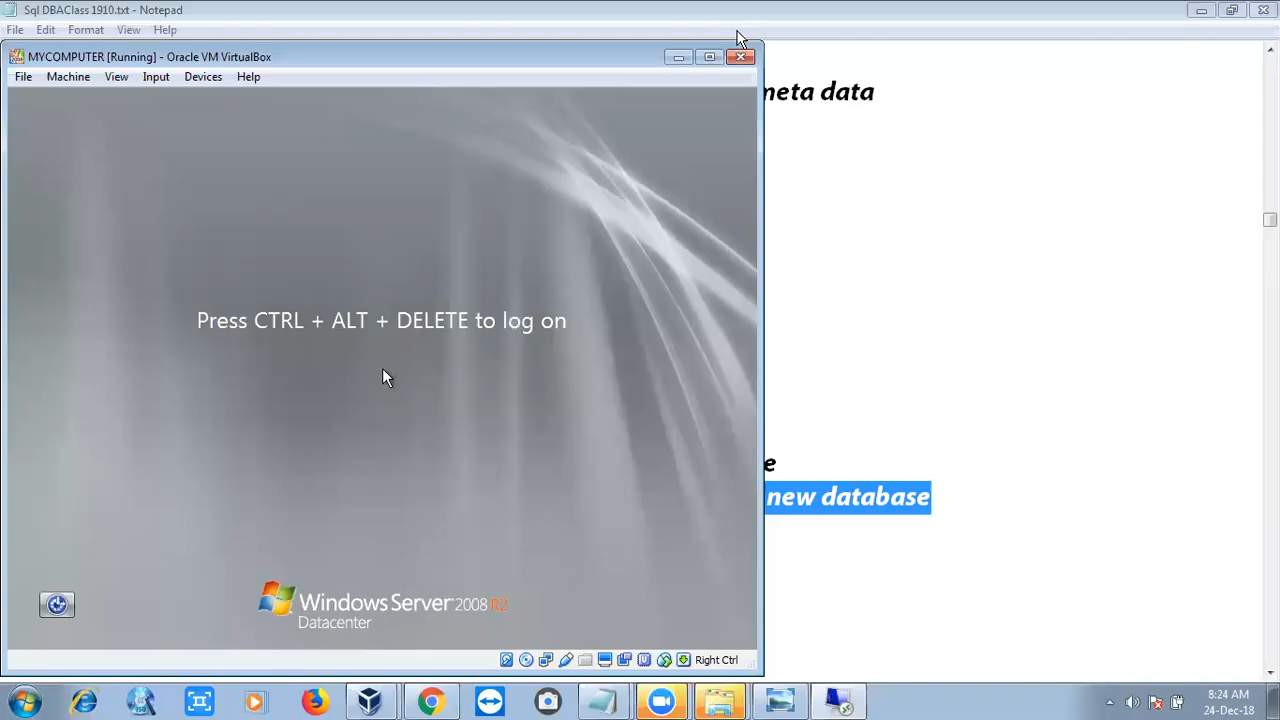 Sql DBAClass 1910.txt - Notepad
File Edit Format View Help
MYCOMPUTER [Running] - Oracle VM VirtualBox
File Machine View Input Devices Help
meta data
Press CTRL + ALT + DELETE to log on
e
new database
Windows Server 2008 R2
Datacenter
Right Ctrl
8:24 AM
24-Dec-18